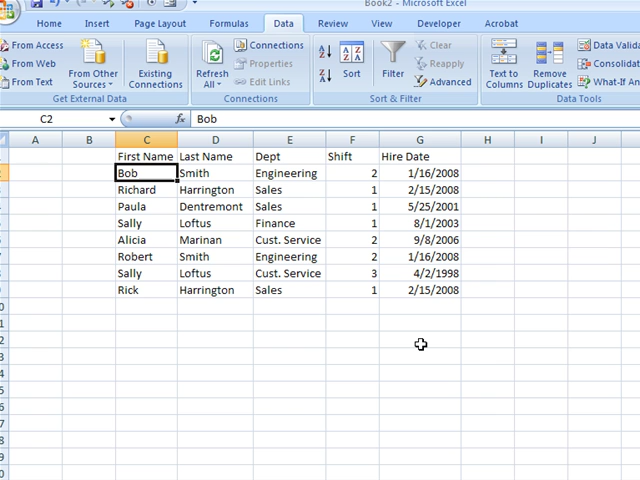 Book2 - Microsoft Excel
Home Insert Page Layout Formulas Data Review View Developer Acrobat
From Access
From Web
From Text
From Other Sources
Existing Connections
Get External Data
Refresh All
Connections
Properties
Edit Links
Connections
Sort
Filter
Clear
Reapply
Advanced
Sort & Filter
Text to Columns
Remove Duplicates
Data Valida
Consolidat
What-If An
Data Tools
C2 fx Bob
A B C D E F G H I J
First Name Last Name Dept Shift Hire Date
Bob Smith Engineering 2 1/16/2008
Richard Harrington Sales 1 2/15/2008
Paula Dentremont Sales 1 5/25/2001
Sally Loftus Finance 1 8/1/2003
Alicia Marinan Cust. Service 2 9/8/2006
Robert Smith Engineering 2 1/16/2008
Sally Loftus Cust. Service 3 4/2/1998
Rick Harrington Sales 1 2/15/2008